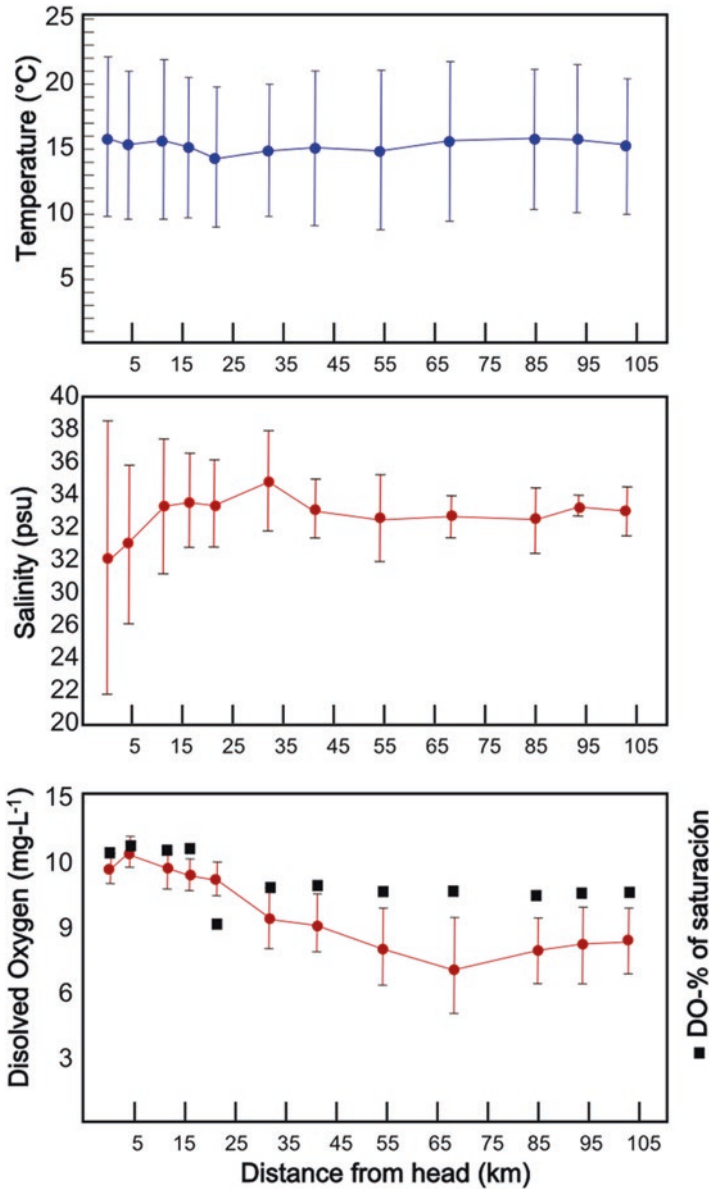 Temperature (°C)
25
20
15
10
5
5 15 25 35 45 55 65 75 85 95 105
Salinity (psu)
40
38
36
34
32
32
30
26
24
22
20
5 15 25 35 45 55 65 75 85 95 105
Disolved Oxygen (mg-L-1)
15
10
9
6
3
5 15 25 35 45 55 65 75 85 95 105
Distance from head (km)
■ DO-% of saturación